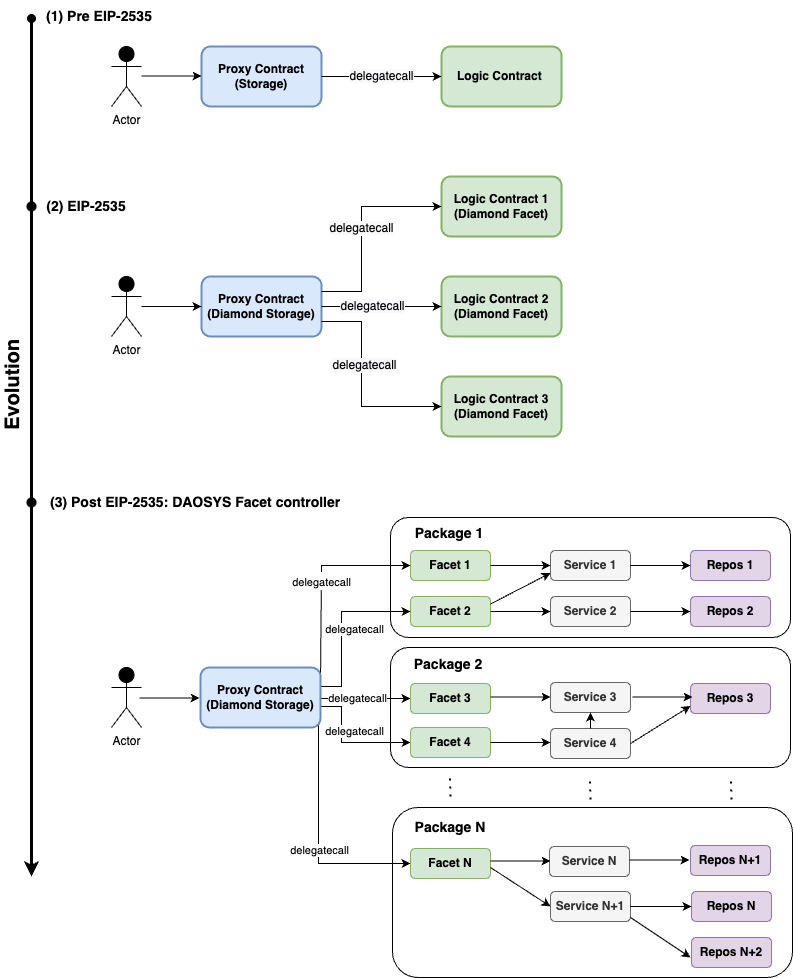 (1) Pre EIP-2535
Proxy Contract
(Storage)
delegatecall
Logic Contract
Actor
(2) EIP-2535
Logic Contract 1
(Diamond Facet)
delegatecall
Proxy Contract
(Diamond Storage)
delegatecall
Logic Contract 2
(Diamond Facet)
Actor
delegatecall
Logic Contract 3
(Diamond Facet)
Evolution
(3) Post EIP-2535: DAOSYS Facet controller
Package 1
Facet 1
Service 1
Repos 1
delegatecall
Facet 2
Service 2
Repos 2
delegatecall
Package 2
Proxy Contract
(Diamond Storage)
delegatecall
Facet 3
Service 3
Repos 3
delegatecall
Facet 4
Service 4
Actor
Package N
delegatecall
Facet N
Service N
Repos N+1
Service N+1
Repos N
Repos N+2